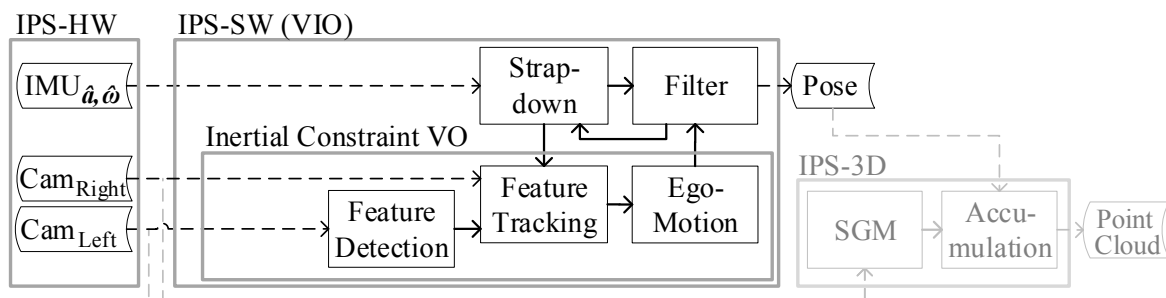 IPS-HW
IMU â, ω̂
Cam Right
Cam Left
IPS-SW (VIO)
Strap-
down
Filter
Inertial Constraint VO
Feature
Detection
Feature
Tracking
Ego-
Motion
Pose
IPS-3D
SGM
Accu-
mulation
Point
Cloud